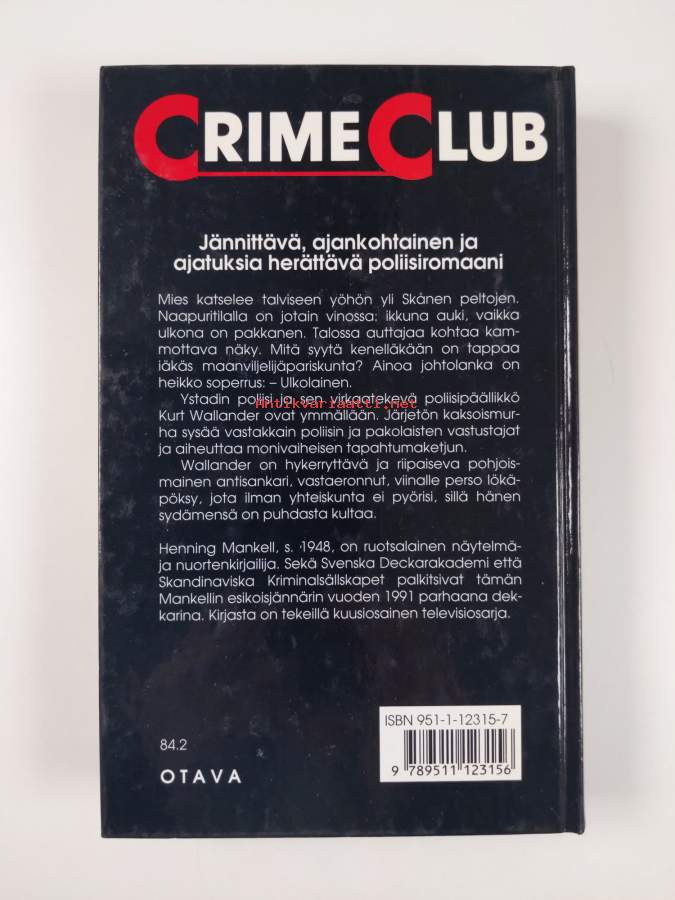 CRIME CLUB
Jännittävä, ajankohtainen ja
ajatuksia herättävä poliisiromaani
Mies katselee talviseen yöhön yli Skånen peltojen.
Naapuritilalla on jotain vinossa: ikkuna auki, vaikka
ulkona on pakkanen. Talossa auttajaa kohtaa kam-
mottava näky. Mitä syytä kenelläkään on tappaa
iäkäs maanviljelijäpariskunta? Ainoa johtolanka on
heikko soperrus: – Ulkolainen.
Ystadin poliisi ja sen virkaatekevä poliisipäällikkö
Antikvariaatti.net
Kurt Wallander ovat ymmällään. Järjetön kaksoismur-
ha sysää vastakkain poliisin ja pakolaisten vastustajat
ja aiheuttaa monivaiheisen tapahtumaketjun.
Wallander on hykerryttävä ja riipaiseva pohjois-
mainen antisankari, vastaeronnut, viinalle perso lökä-
pöksy, jota ilman yhteiskunta ei pyörisi, sillä hänen
sydämensä on puhdasta kultaa.
Henning Mankell, s. 1948, on ruotsalainen näytelmä-
ja nuortenkirjailija. Sekä Svenska Deckarakademi että
Skandinaviska Kriminalsällskapet palkitsivat tämän
Mankellin esikoisjännärin vuoden 1991 parhaana dek-
karina. Kirjasta on tekeillä kuusiosainen televisiosarja.
ISBN 951-1-12315-7
84.2
OTAVA
9 789511 123156